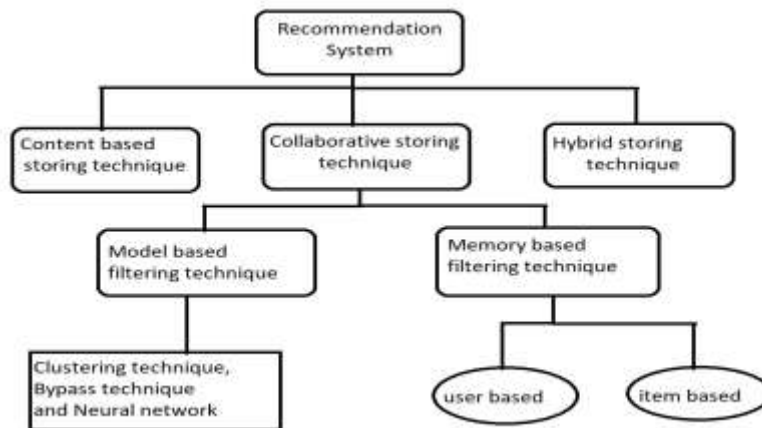 Recommendation
System
Content based
storing technique
Collaborative storing
technique
Hybrid storing
technique
Model based
filtering technique
Memory based
filtering technique
Clustering technique,
Bypass technique
and Neural network
user based
item based